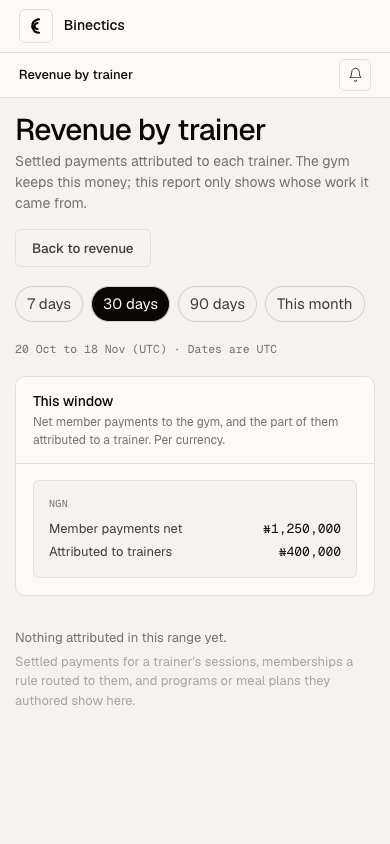 Binectics
Revenue by trainer
Revenue by trainer
Settled payments attributed to each trainer. The gym
keeps this money; this report only shows whose work it
came from.
Back to revenue
7 days
30 days
90 days
This month
20 Oct to 18 Nov (UTC) · Dates are UTC
This window
Net member payments to the gym, and the part of them
attributed to a trainer. Per currency.
NGN
Member payments net ₦1,250,000
Attributed to trainers ₦400,000
Nothing attributed in this range yet.
Settled payments for a trainer's sessions, memberships a
rule routed to them, and programs or meal plans they
authored show here.